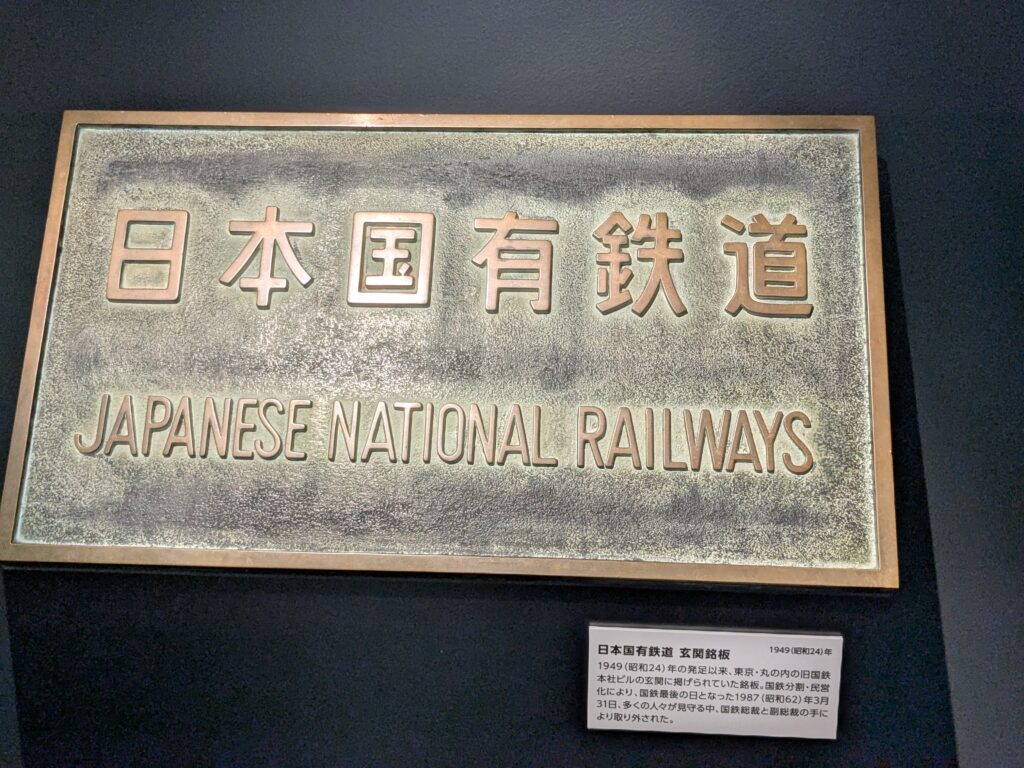 日本国有鉄道
JAPANESE NATIONAL RAILWAYS
日本国有鉄道 玄関銘板 1949(昭和24)年
1949(昭和24)年の発足以来、東京・丸の内の旧国鉄
本社ビルの玄関に掲げられていた銘板。国鉄分割・民営
化により、国鉄最後の日となった1987(昭和62)年3月
31日、多くの人々が見守る中、国鉄総裁と副総裁の手に
より取り外された。